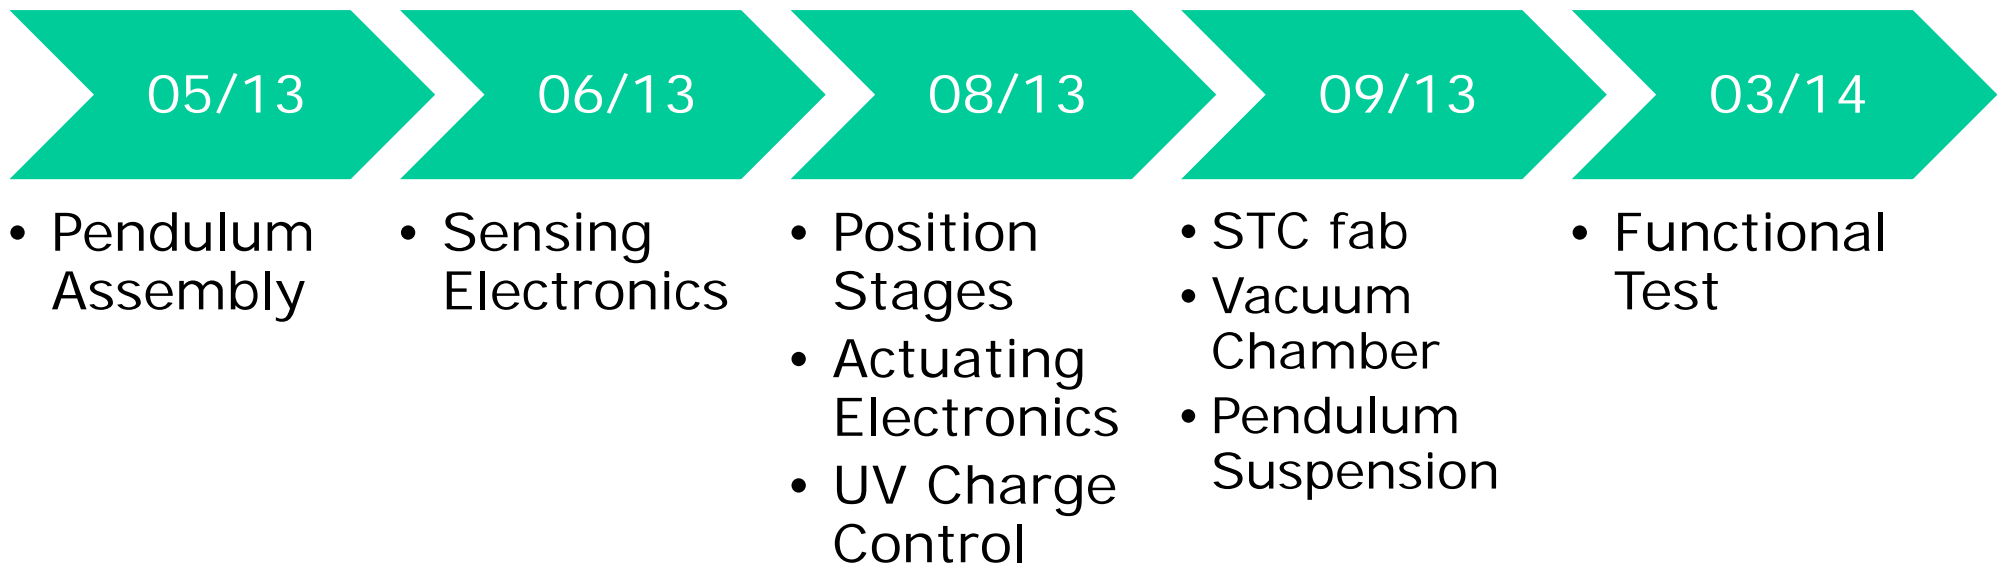 05/13
06/13
08/13
09/13
03/14
• Pendulum
Assembly
• Sensing
Electronics
• Position
Stages
• Actuating
Electronics
• UV Charge
Control
• STC fab
• Vacuum
Chamber
• Pendulum
Suspension
• Functional
Test